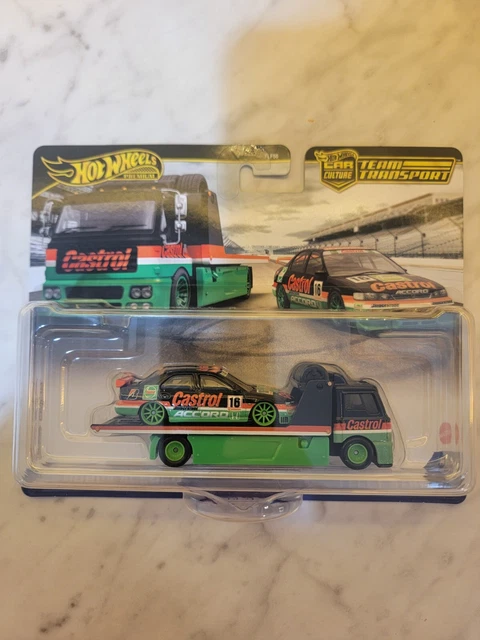 HOT WHEELS
PREMIUM
CAR
CULTURE
TEAM
TRANSPORT
Castrol
Castrol
16
ACCORD
Castrol
16
ACCORD
Castrol